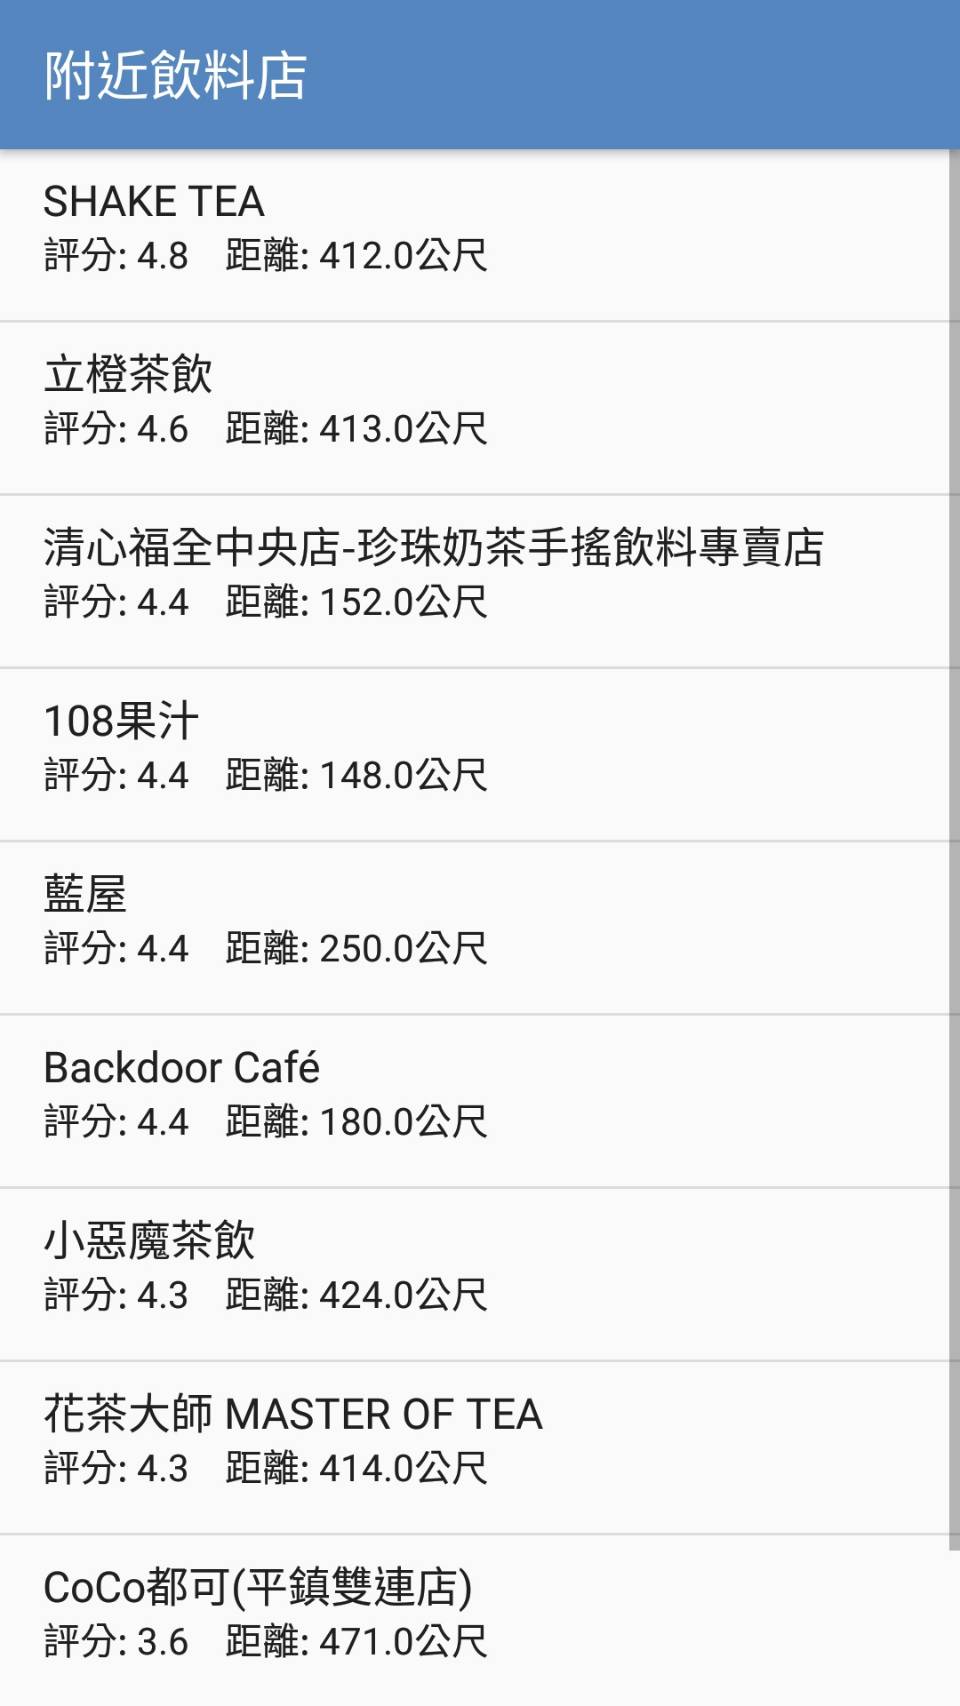 附近飲料店
SHAKE TEA
評分: 4.8 距離: 412.0公尺
立橙茶飲
評分: 4.6 距離: 413.0公尺
清心福全中央店-珍珠奶茶手搖飲料專賣店
評分: 4.4 距離: 152.0公尺
108果汁
評分: 4.4 距離: 148.0公尺
藍屋
評分: 4.4 距離: 250.0公尺
Backdoor Café
評分: 4.4 距離: 180.0公尺
小惡魔茶飲
評分: 4.3 距離: 424.0公尺
花茶大師 MASTER OF TEA
評分: 4.3 距離: 414.0公尺
CoCo都可(平鎮雙連店)
評分: 3.6 距離: 471.0公尺